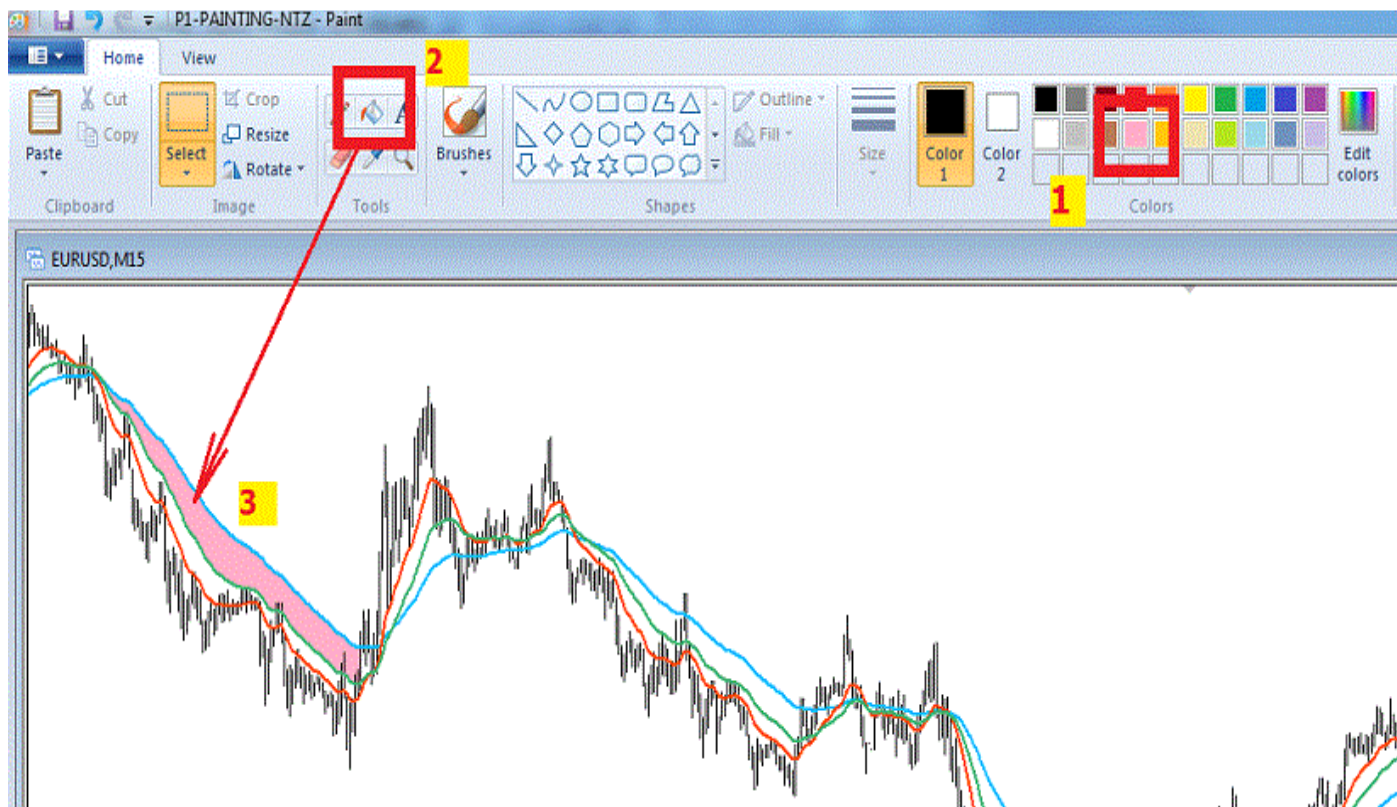 P1-PAINTING-NTZ - Paint
Home View
2
Cut
Copy
Paste
Clipboard
Select
Crop
Resize
Rotate
Image
A
Tools
Brushes
Outline
Fill
Shapes
Size
Color
1
Color
2
Edit
colors
1
Colors
EURUSD,M15
3